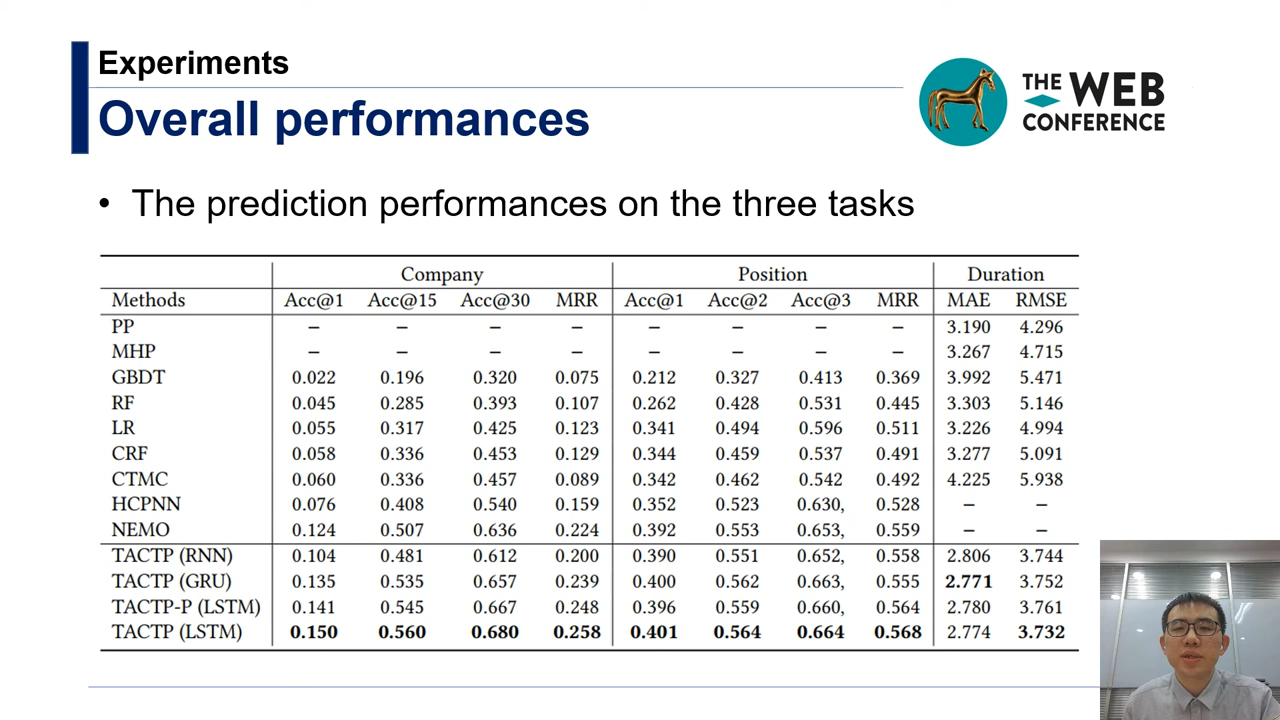 Experiments
Overall performances
THE WEB
CONFERENCE
• The prediction performances on the three tasks
Company Position Duration
Methods Acc@1 Acc@15 Acc@30 MRR Acc@1 Acc@2 Acc@3 MRR MAE RMSE
PP – – – – – – – – 3.190 4.296
MHP – – – – – – – – 3.267 4.715
GBDT 0.022 0.196 0.320 0.075 0.212 0.327 0.413 0.369 3.992 5.471
RF 0.045 0.285 0.393 0.107 0.262 0.428 0.531 0.445 3.303 5.146
LR 0.055 0.317 0.425 0.123 0.341 0.494 0.596 0.511 3.226 4.994
CRF 0.058 0.336 0.453 0.129 0.344 0.459 0.537 0.491 3.277 5.091
CTMC 0.060 0.336 0.457 0.089 0.342 0.462 0.542 0.492 4.225 5.938
HCPNN 0.076 0.408 0.540 0.159 0.352 0.523 0.630, 0.528 – –
NEMO 0.124 0.507 0.636 0.224 0.392 0.553 0.653, 0.559 – –
TACTP (RNN) 0.104 0.481 0.612 0.200 0.390 0.551 0.652, 0.558 2.806 3.744
TACTP (GRU) 0.135 0.535 0.657 0.239 0.400 0.562 0.663, 0.555 2.771 3.752
TACTP-P (LSTM) 0.141 0.545 0.667 0.248 0.396 0.559 0.660, 0.564 2.780 3.761
TACTP (LSTM) 0.150 0.560 0.680 0.258 0.401 0.564 0.664 0.568 2.774 3.732